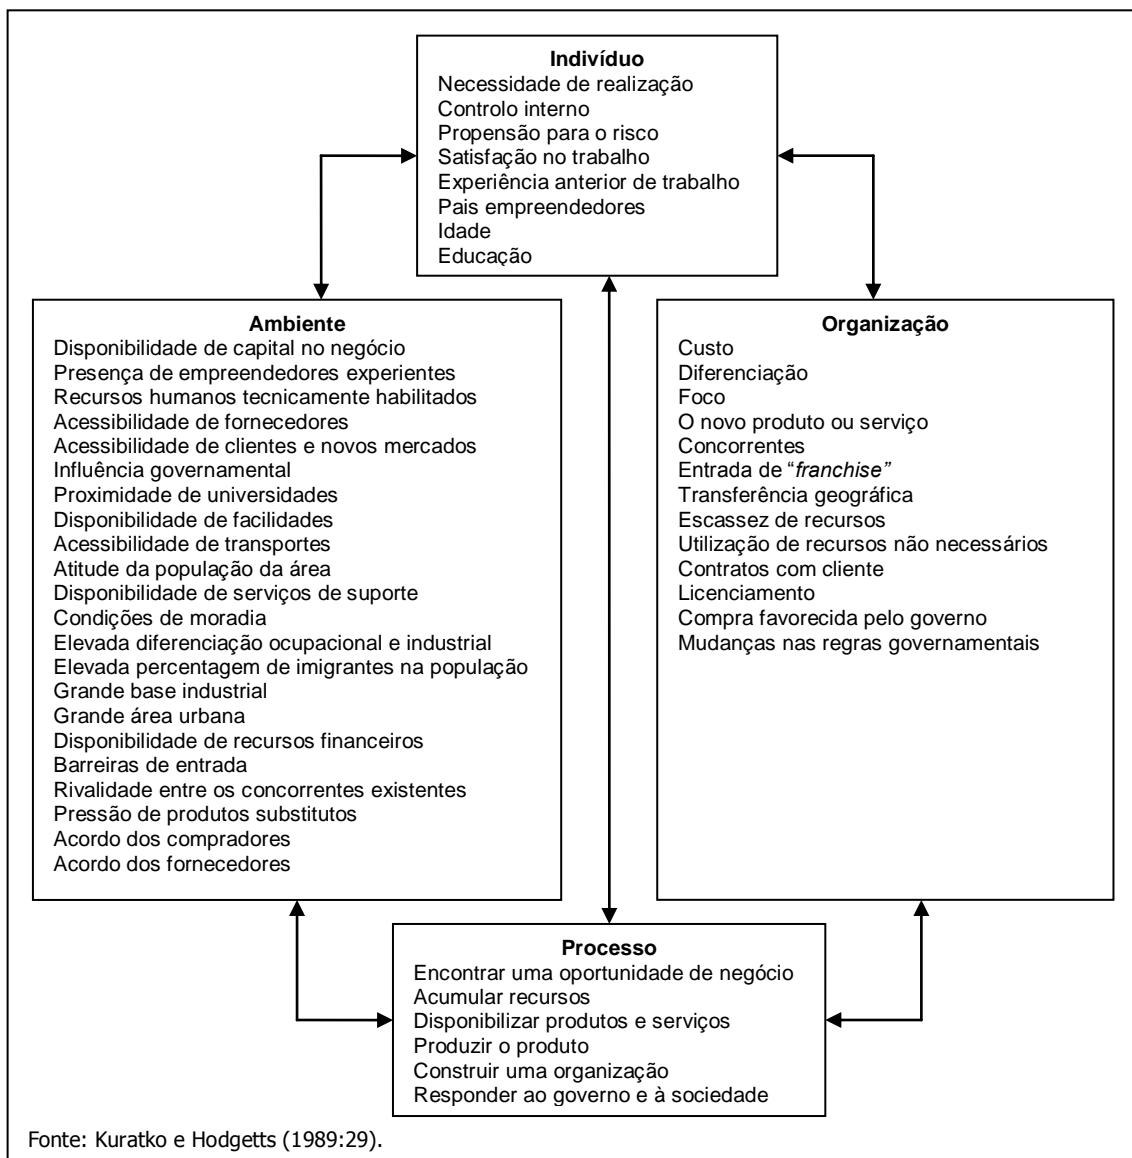 Indivíduo
Necessidade de realização
Controlo interno
Propensão para o risco
Satisfação no trabalho
Experiência anterior de trabalho
Pais empreendedores
Idade
Educação
Ambiente
Disponibilidade de capital no negócio
Presença de empreendedores experientes
Recursos humanos tecnicamente habilitados
Acessibilidade de fornecedores
Acessibilidade de clientes e novos mercados
Influência governamental
Proximidade de universidades
Disponibilidade de facilidades
Acessibilidade de transportes
Atitude da população da área
Disponibilidade de serviços de suporte
Condições de moradia
Elevada diferenciação ocupacional e industrial
Elevada percentagem de imigrantes na população
Grande base industrial
Grande área urbana
Disponibilidade de recursos financeiros
Barreiras de entrada
Rivalidade entre os concorrentes existentes
Pressão de produtos substitutos
Acordo dos compradores
Acordo dos fornecedores
Organização
Custo
Diferenciação
Foco
O novo produto ou serviço
Concorrentes
Entrada de “franchise”
Transferência geográfica
Escassez de recursos
Utilização de recursos não necessários
Contratos com cliente
Licenciamento
Compra favorecida pelo governo
Mudanças nas regras governamentais
Processo
Encontrar uma oportunidade de negócio
Acumular recursos
Disponibilizar produtos e serviços
Produzir o produto
Construir uma organização
Responder ao governo e à sociedade
Fonte: Kuratko e Hodgetts (1989:29).